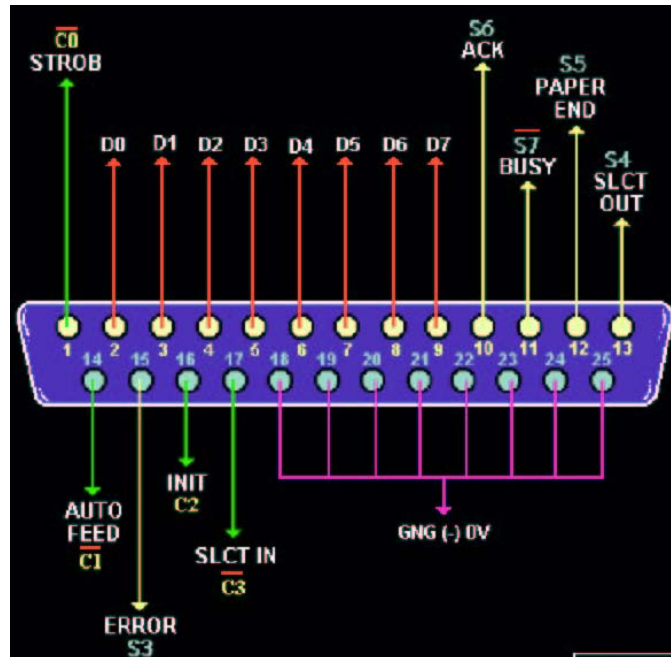 C0
STROB
D0
D1
D2
D3
D4
D5
D6
D7
S6
ACK
S5
PAPER
END
S7
BUSY
S4
SLCT
OUT
1 2 3 4 5 6 7 8 9 10 11 12 13
14 15 16 17 18 19 20 21 22 23 24 25
AUTO
FEED
C1
ERROR
S3
INIT
C2
SLCT IN
C3
GNG (-) 0V